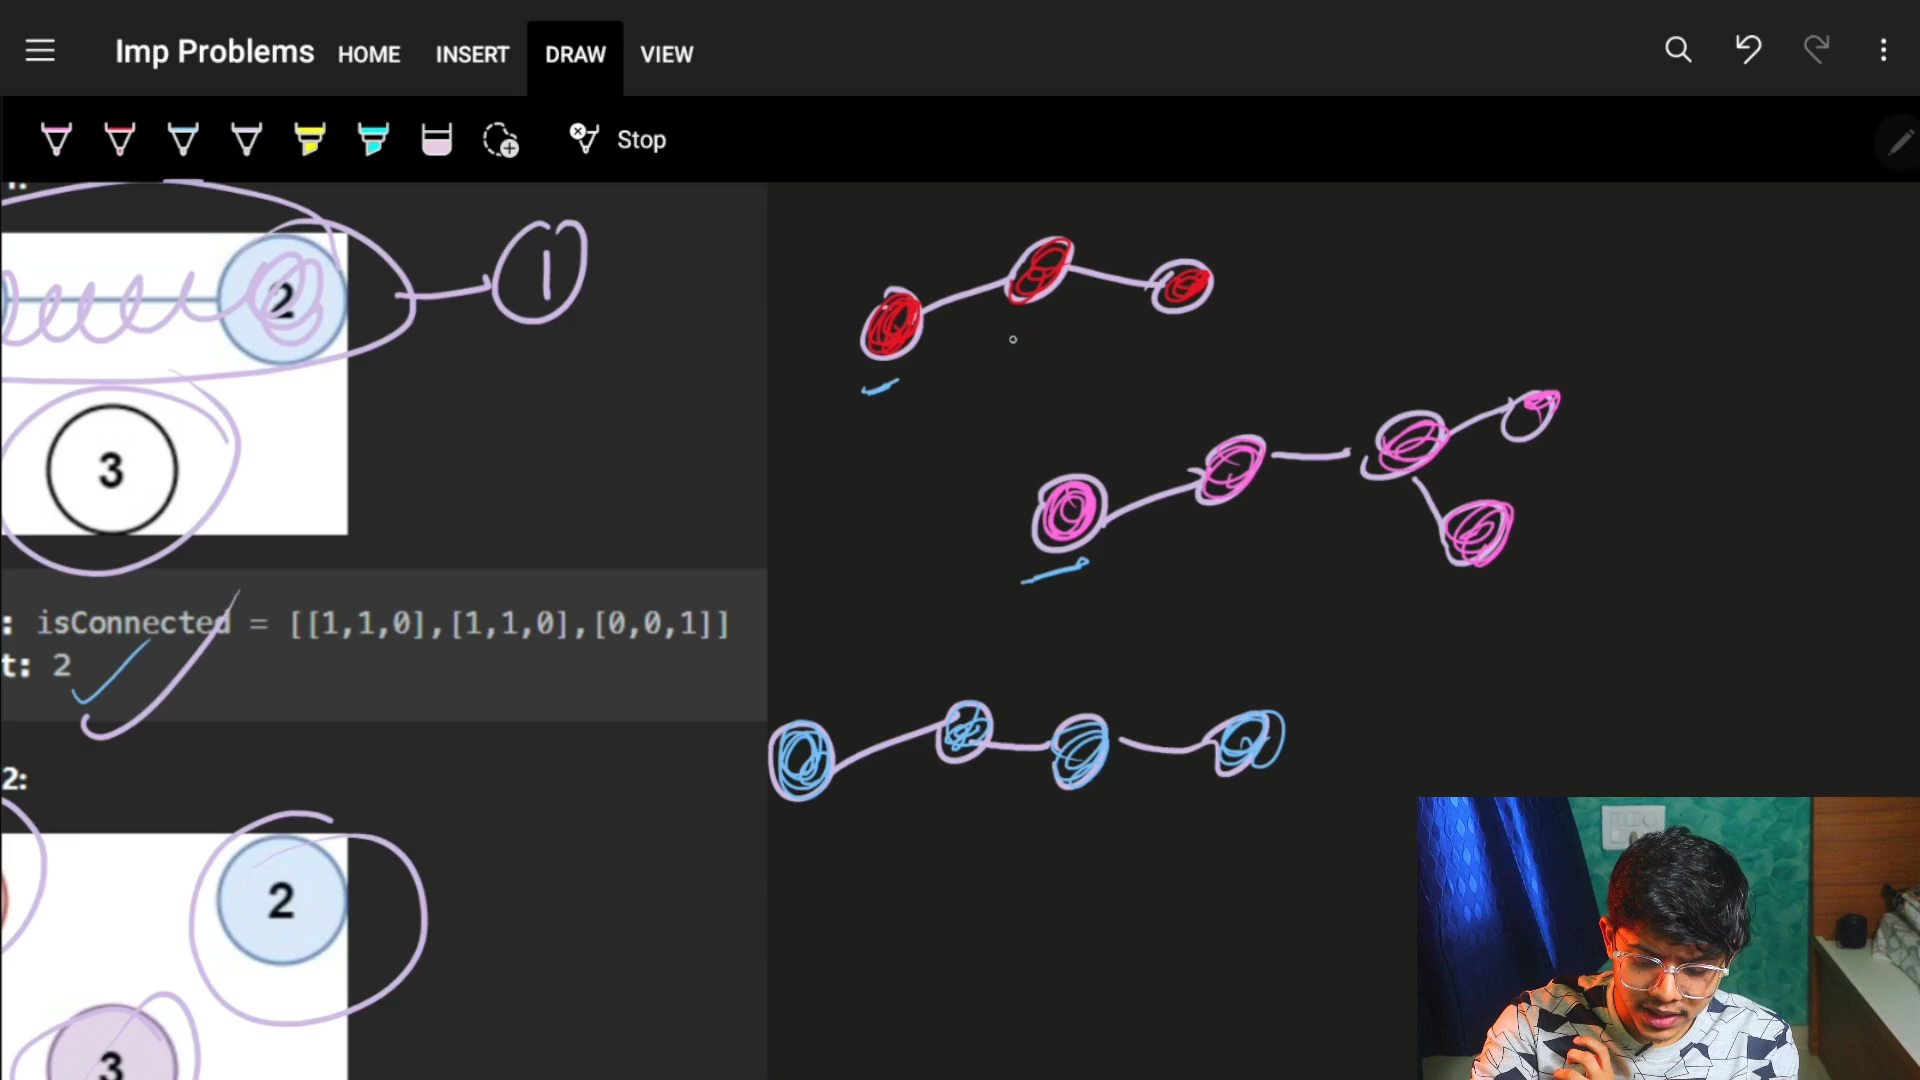 Imp Problems HOME INSERT DRAW VIEW
Stop
1:
2
1
3
: isConnected = [[1,1,0],[1,1,0],[0,0,1]]
t: 2
2:
2
3